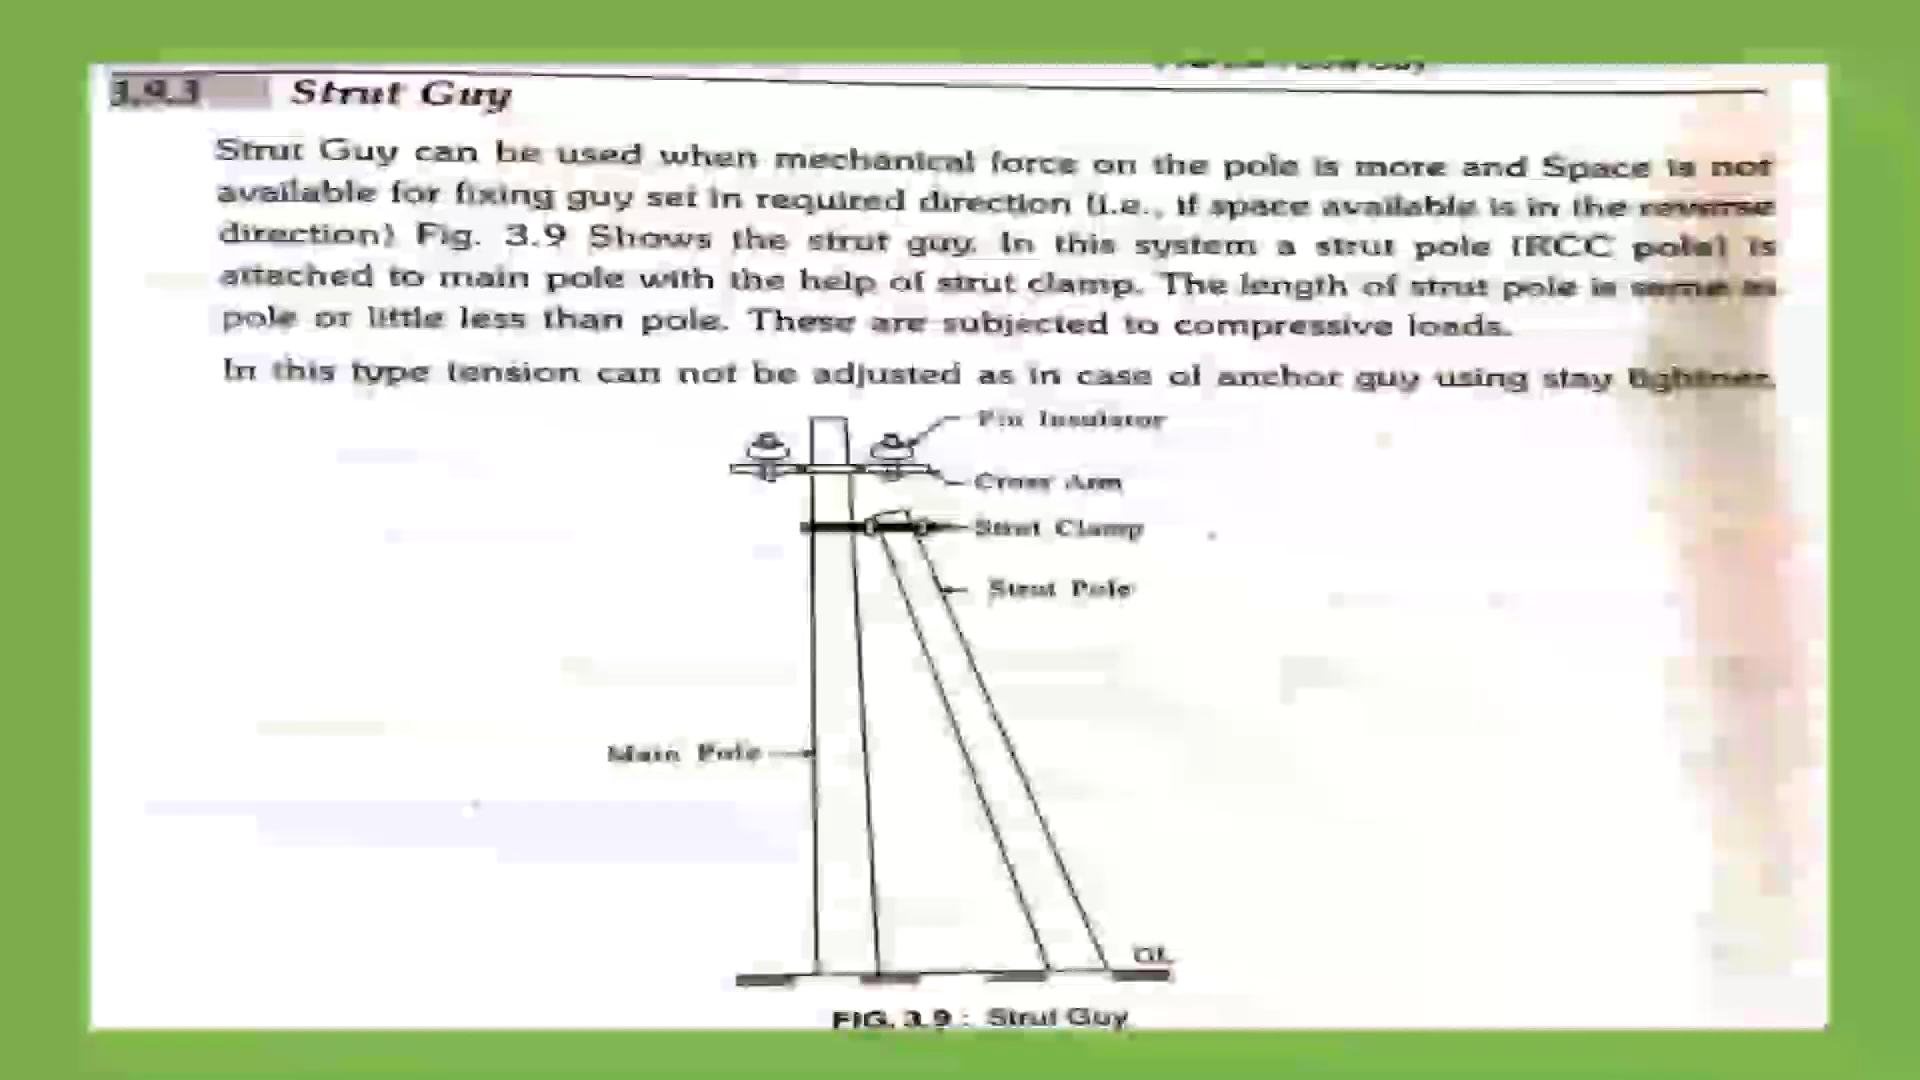 3.9.3 Strut Guy
Strut Guy can be used when mechanical force on the pole is more and Space is not
available for fixing guy set in required direction (i.e., if space available is in the reverse
direction) Fig. 3.9 Shows the strut guy. In this system a strut pole (RCC pole) is
attached to main pole with the help of strut clamp. The length of strut pole is same as
pole or little less than pole. These are subjected to compressive loads.
In this type tension can not be adjusted as in case of anchor guy using stay tightner.
Pin Insulator
Cross Arm
Strut Clamp
Strut Pole
Main Pole
GL
FIG. 3.9 : Strut Guy